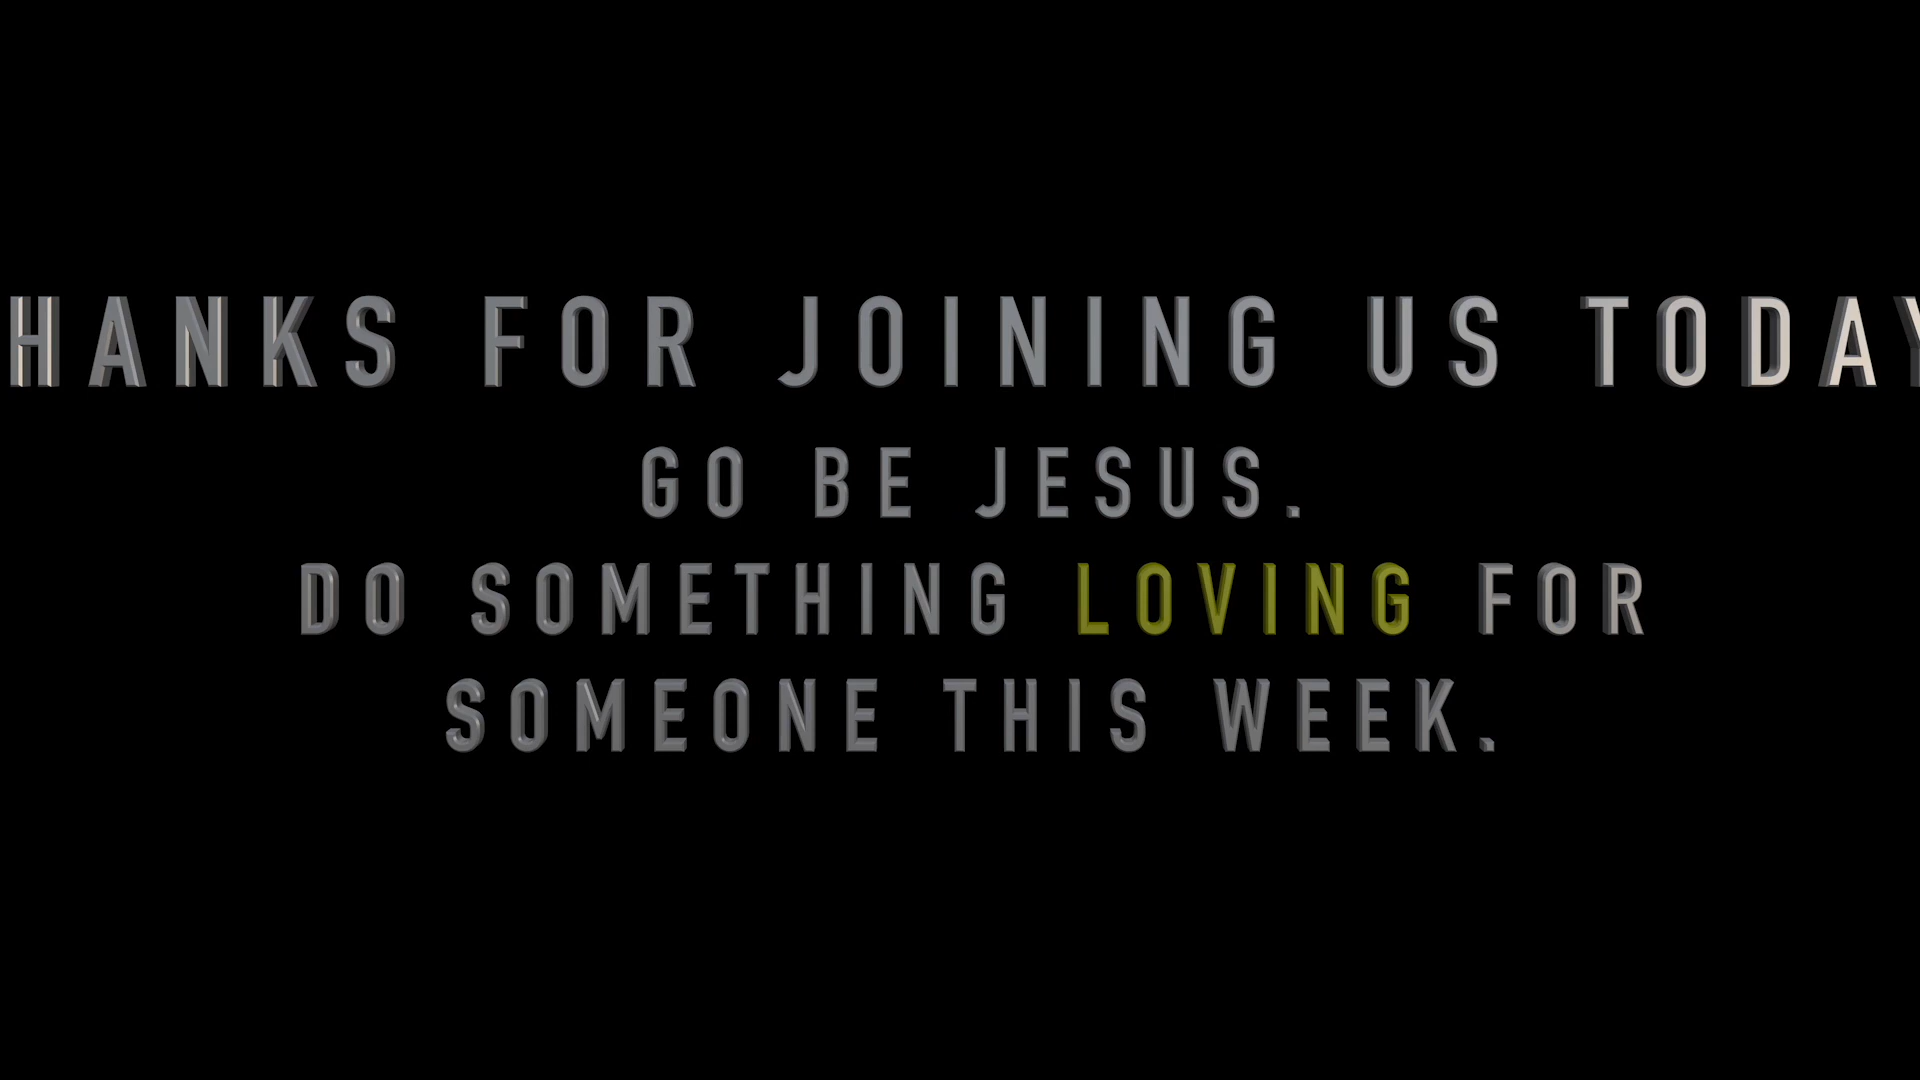 HANKS FOR JOINING US TODAY
GO BE JESUS.
DO SOMETHING LOVING FOR
SOMEONE THIS WEEK.